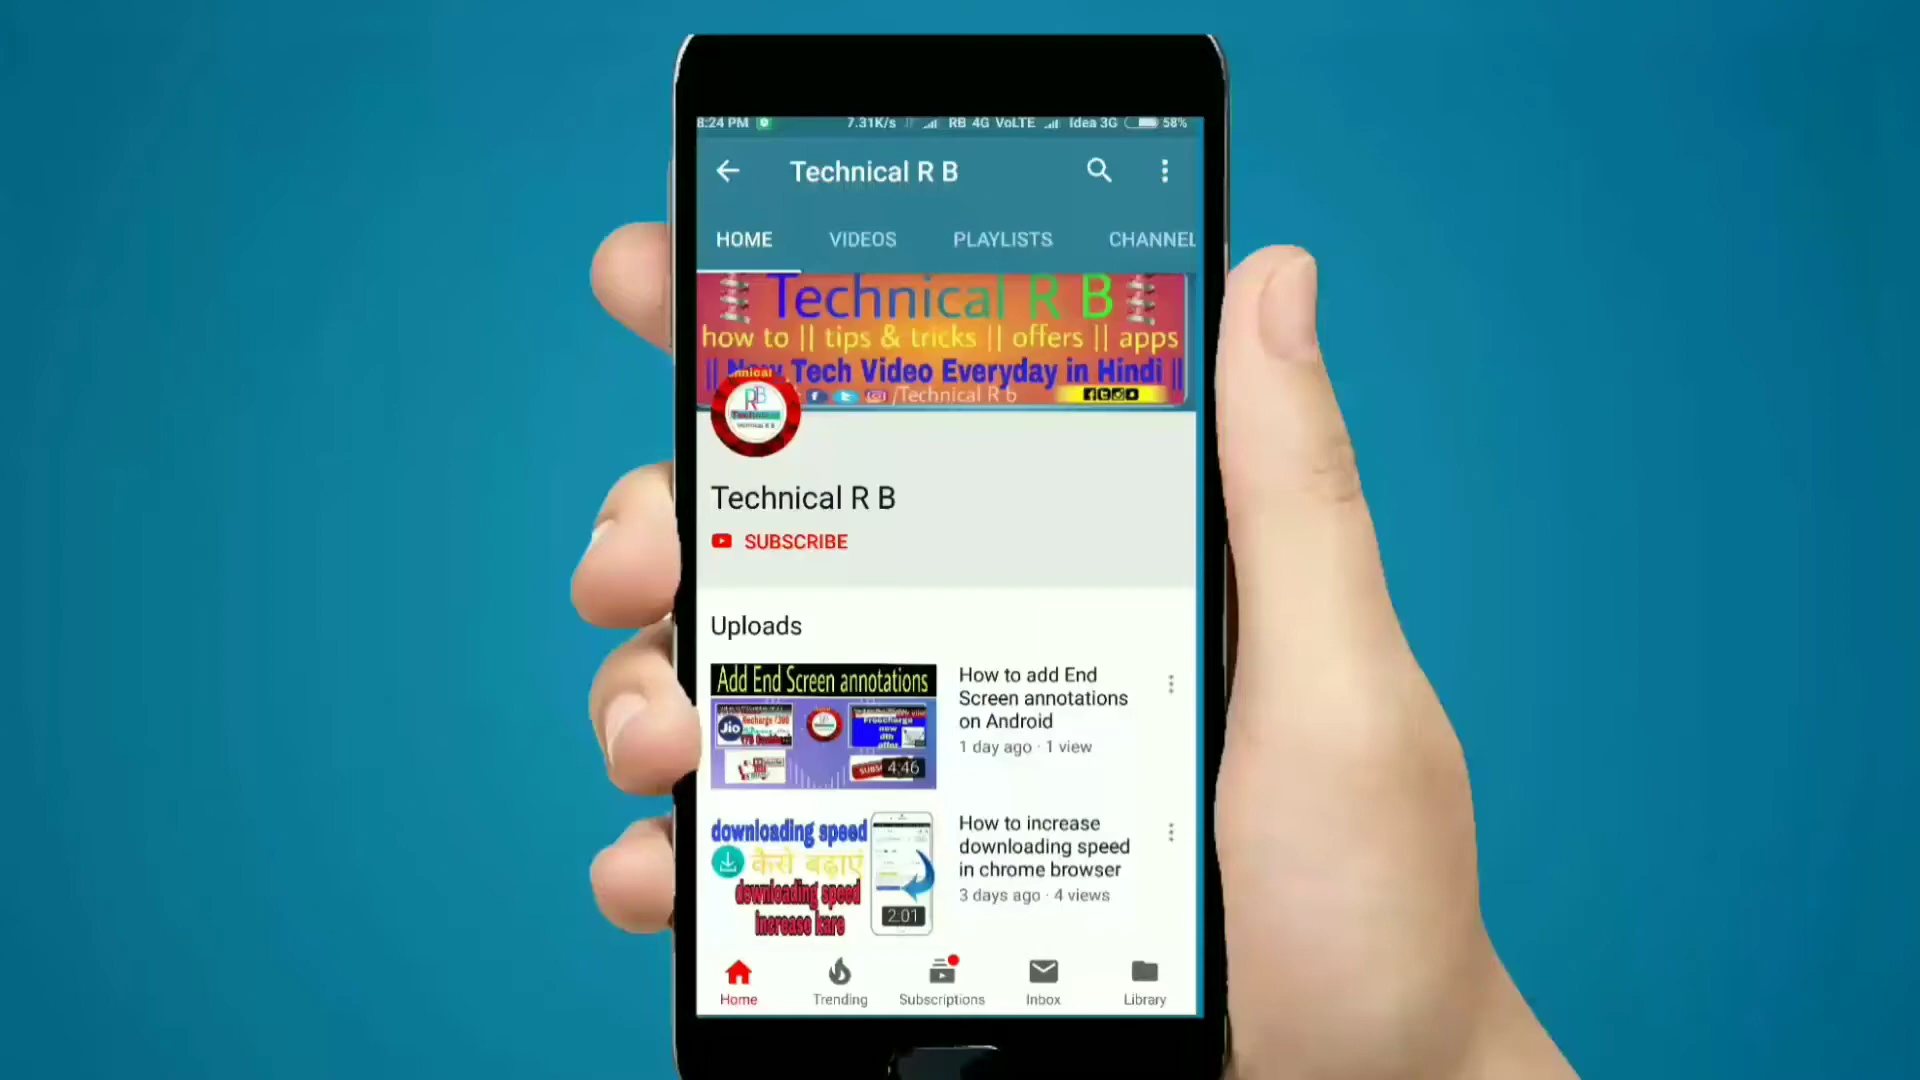 8:24 PM 7.31K/s RB 4G VoLTE Idea 3G 58%
Technical R B
HOME VIDEOS PLAYLISTS CHANNEL
Technical R B
how to || tips & tricks || offers || apps
|| New Tech Video Everyday in Hindi ||
/Technical R b
RB
Technical R B
SUBSCRIBE
Uploads
Add End Screen annotations
Jio
4:46
How to add End
Screen annotations
on Android
1 day ago · 1 view
downloading speed
कैसे बढ़ाएं
downloading speed
increase kare
2:01
How to increase
downloading speed
in chrome browser
3 days ago · 4 views
Home Trending Subscriptions Inbox Library